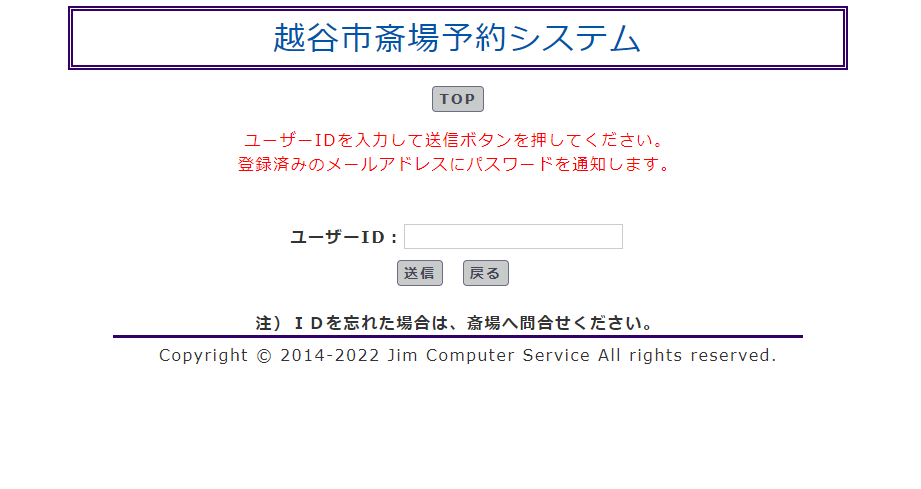 越谷市斎場予約システム
TOP
ユーザーIDを入力して送信ボタンを押してください。
登録済みのメールアドレスにパスワードを通知します。
ユーザーID：
送信 戻る
注）ＩＤを忘れた場合は、斎場へ問合せください。
Copyright © 2014-2022 Jim Computer Service All rights reserved.